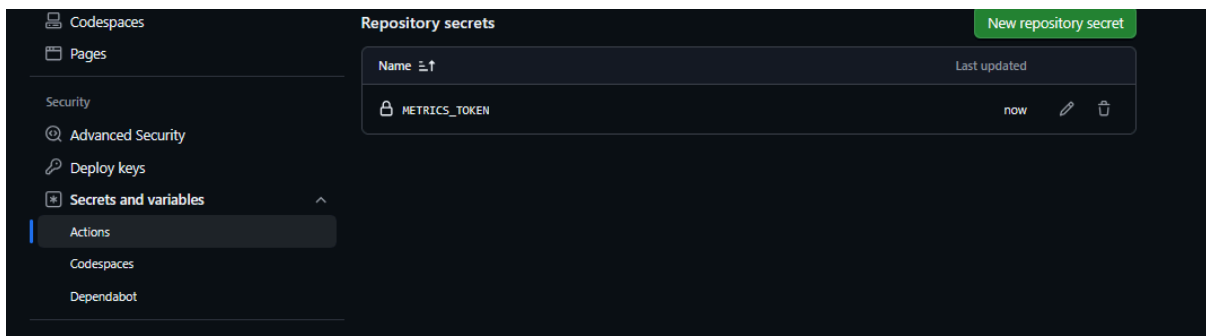 Codespaces
Pages
Security
Advanced Security
Deploy keys
Secrets and variables
Actions
Codespaces
Dependabot
Repository secrets
New repository secret
Name
Last updated
METRICS_TOKEN
now